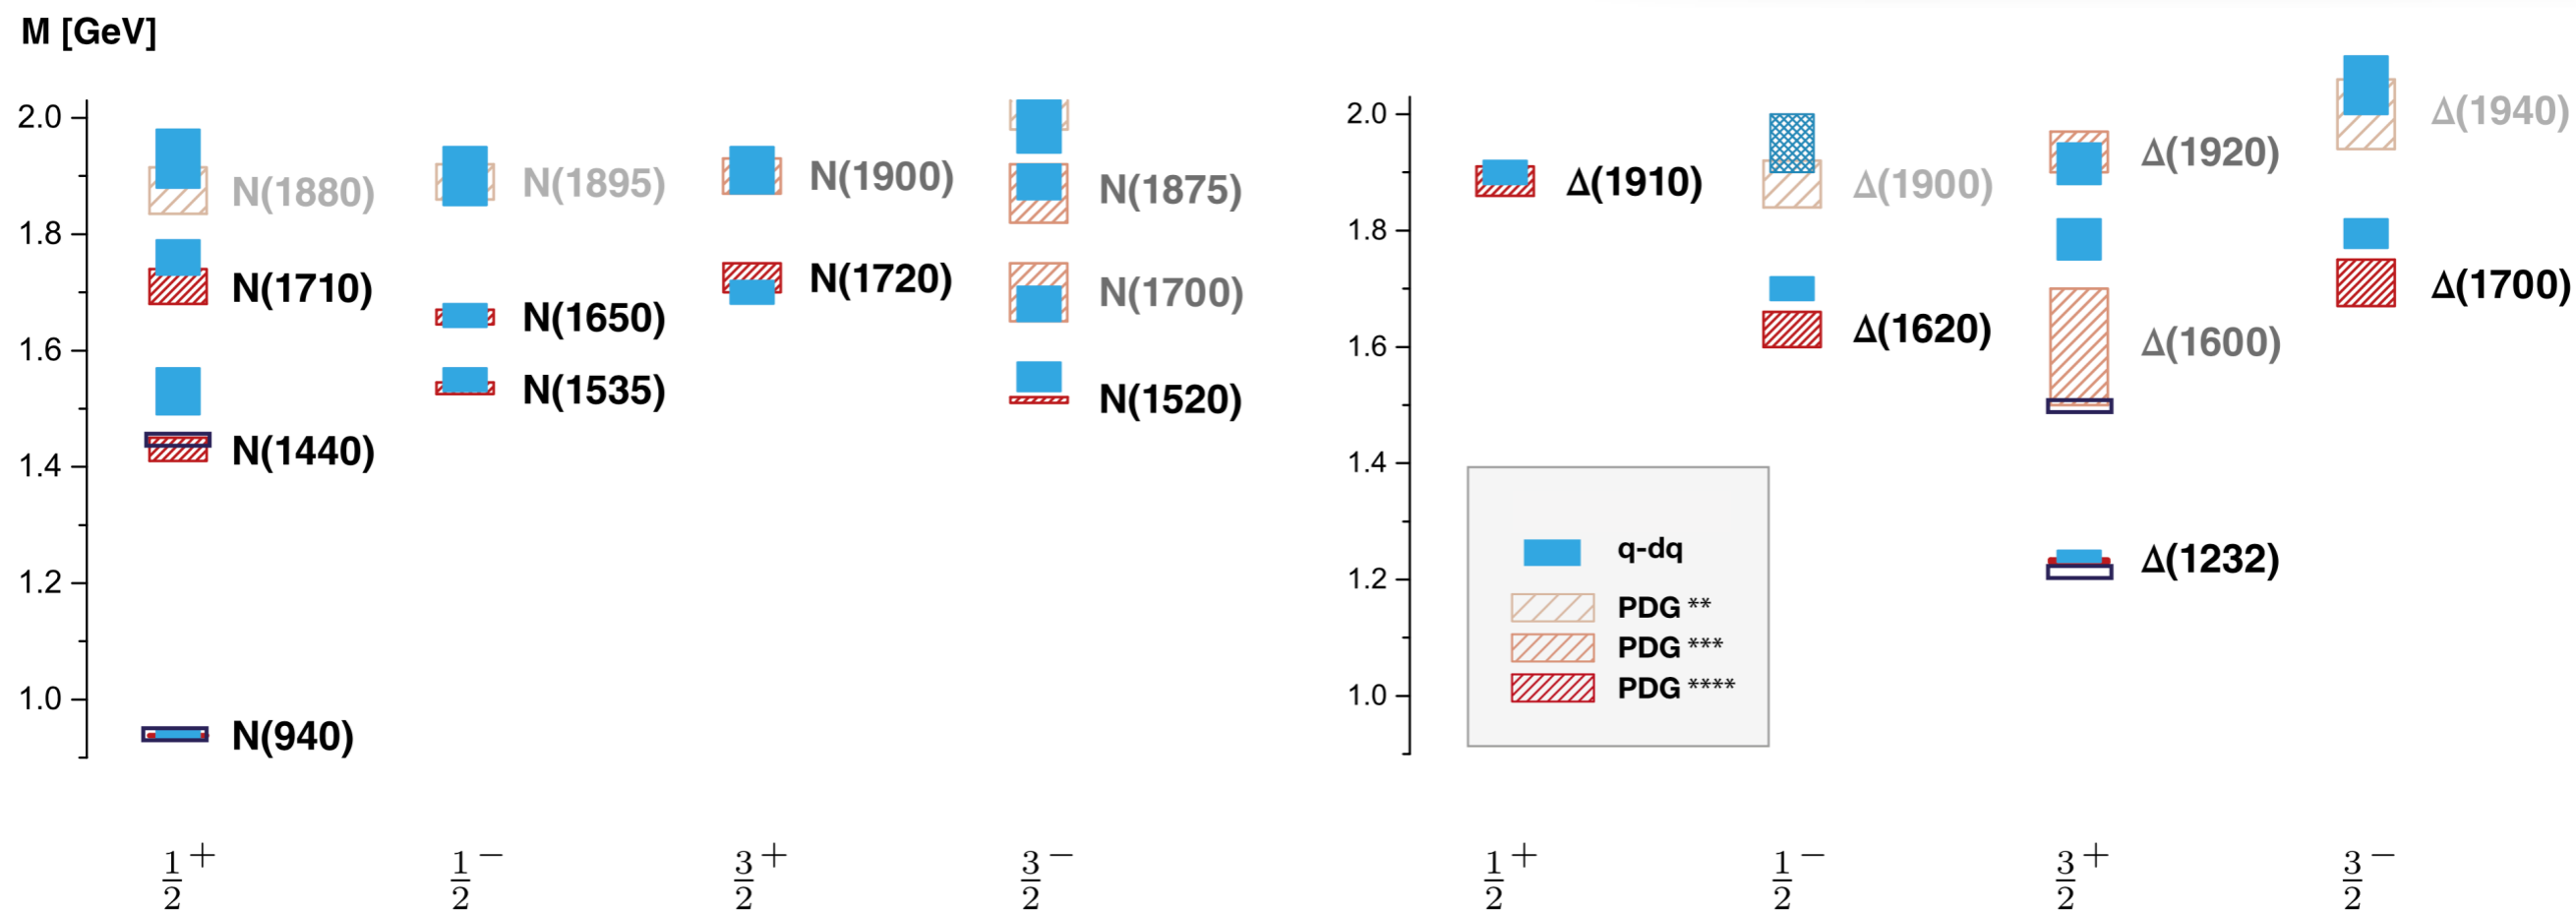 M [GeV]
2.0
1.8
1.6
1.4
1.2
1.0
N(1880)
N(1710)
N(1440)
N(940)
N(1895)
N(1650)
N(1535)
N(1900)
N(1720)
N(1875)
N(1700)
N(1520)
1/2+
1/2−
3/2+
3/2−
2.0
1.8
1.6
1.4
1.2
1.0
Δ(1910)
Δ(1900)
Δ(1620)
Δ(1920)
Δ(1600)
Δ(1232)
Δ(1940)
Δ(1700)
q-dq
PDG **
PDG ***
PDG ****
1/2+
1/2−
3/2+
3/2−